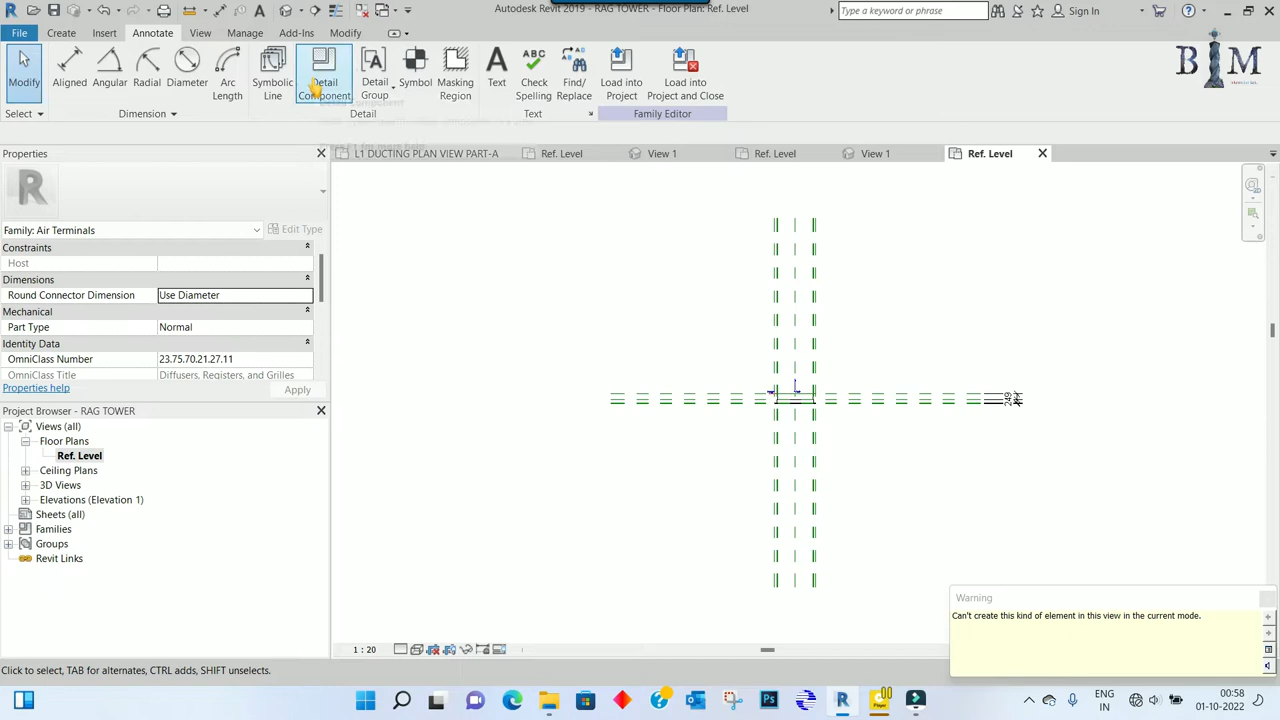 Autodesk Revit 2019 - RAG TOWER - Floor Plan: Ref. Level
Type a keyword or phrase
Sign In
File Create Insert Annotate View Manage Add-Ins Modify
Modify Aligned Angular Radial Diameter Arc Length Symbolic Line Detail Component Detail Group Symbol Masking Region Text Check Spelling Find/ Replace Load into Project Load into Project and Close
ABC
BIM
Select Dimension Detail Text Family Editor
Properties
L1 DUCTING PLAN VIEW PART-A Ref. Level View 1 Ref. Level View 1 Ref. Level
Family: Air Terminals Edit Type
Constraints
Host
Dimensions
Round Connector Dimension Use Diameter
Mechanical
Part Type Normal
Identity Data
OmniClass Number 23.75.70.21.27.11
OmniClass Title Diffusers, Registers, and Grilles
Properties help Apply
Project Browser - RAG TOWER
Views (all)
Floor Plans
Ref. Level
Ceiling Plans
3D Views
Elevations (Elevation 1)
Sheets (all)
Families
Groups
Revit Links
249
Warning
Can't create this kind of element in this view in the current mode.
1 : 20
Click to select, TAB for alternates, CTRL adds, SHIFT unselects.
ENG
IN
00:58
01-10-2022